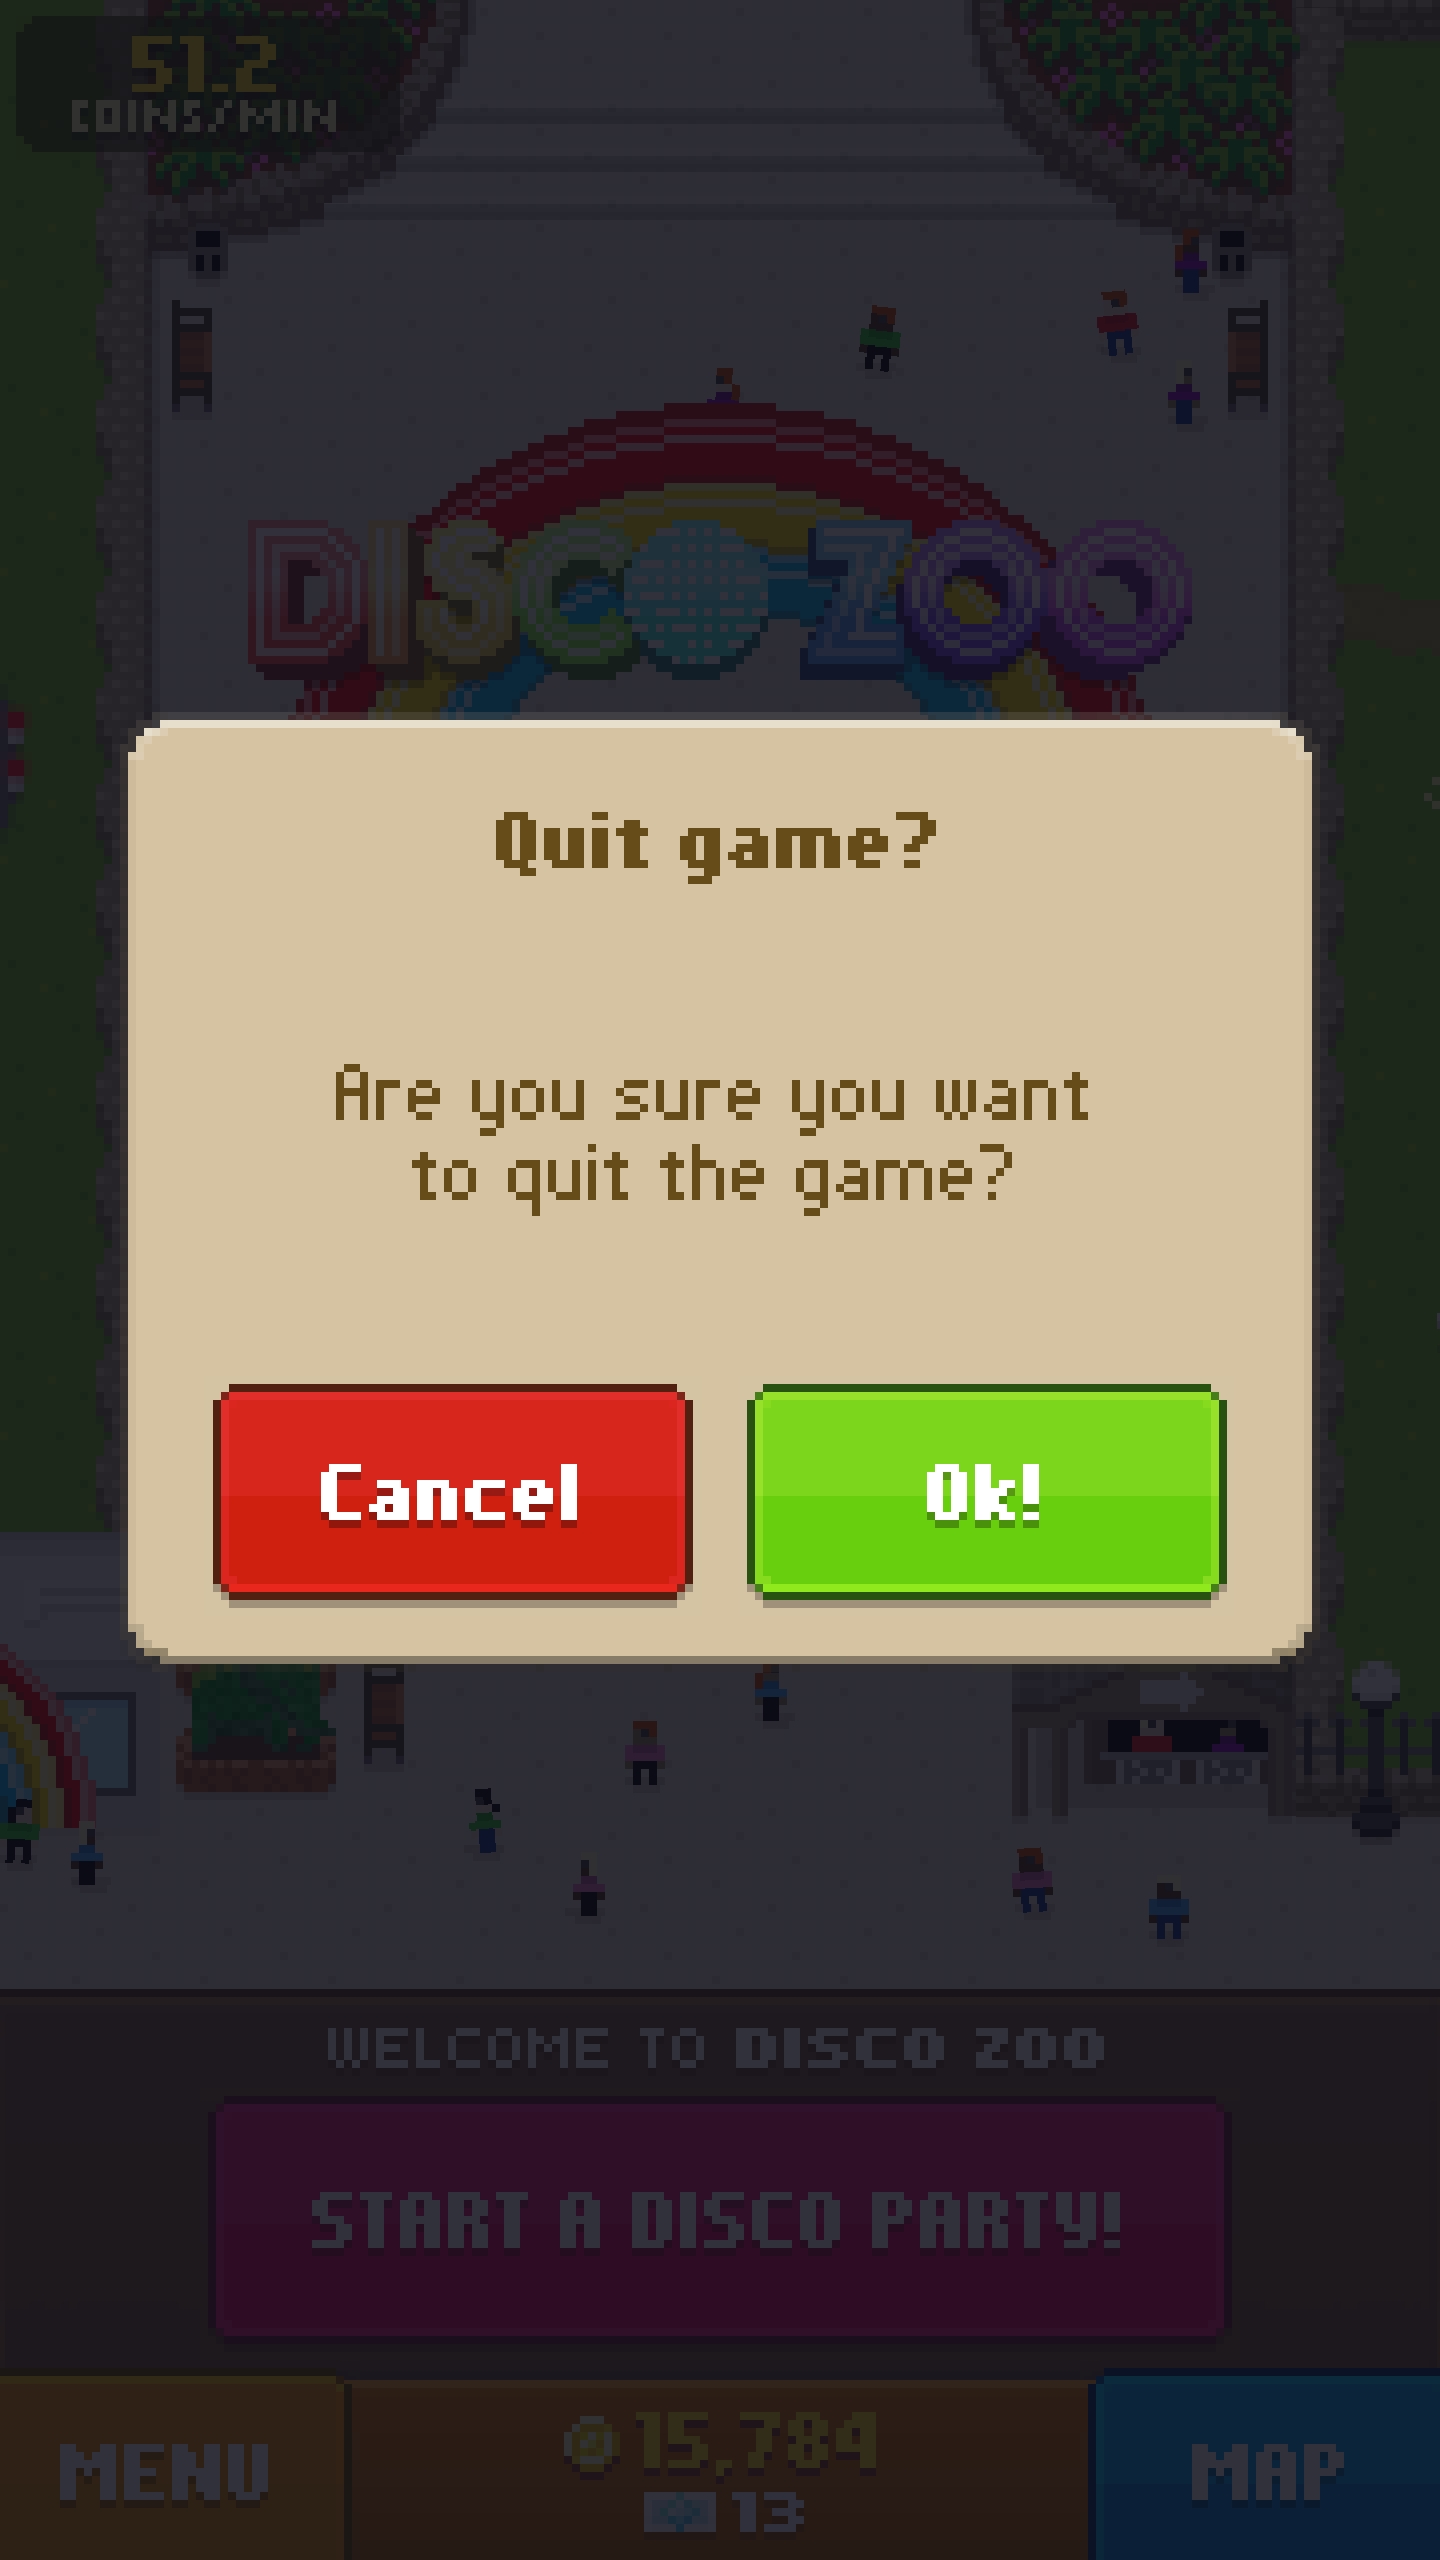 51.2
COINS/MIN
DISCO ZOO
Quit game?
Are you sure you want
to quit the game?
Cancel
Ok!
WELCOME TO DISCO ZOO
START A DISCO PARTY!
MENU
15,784
13
MAP